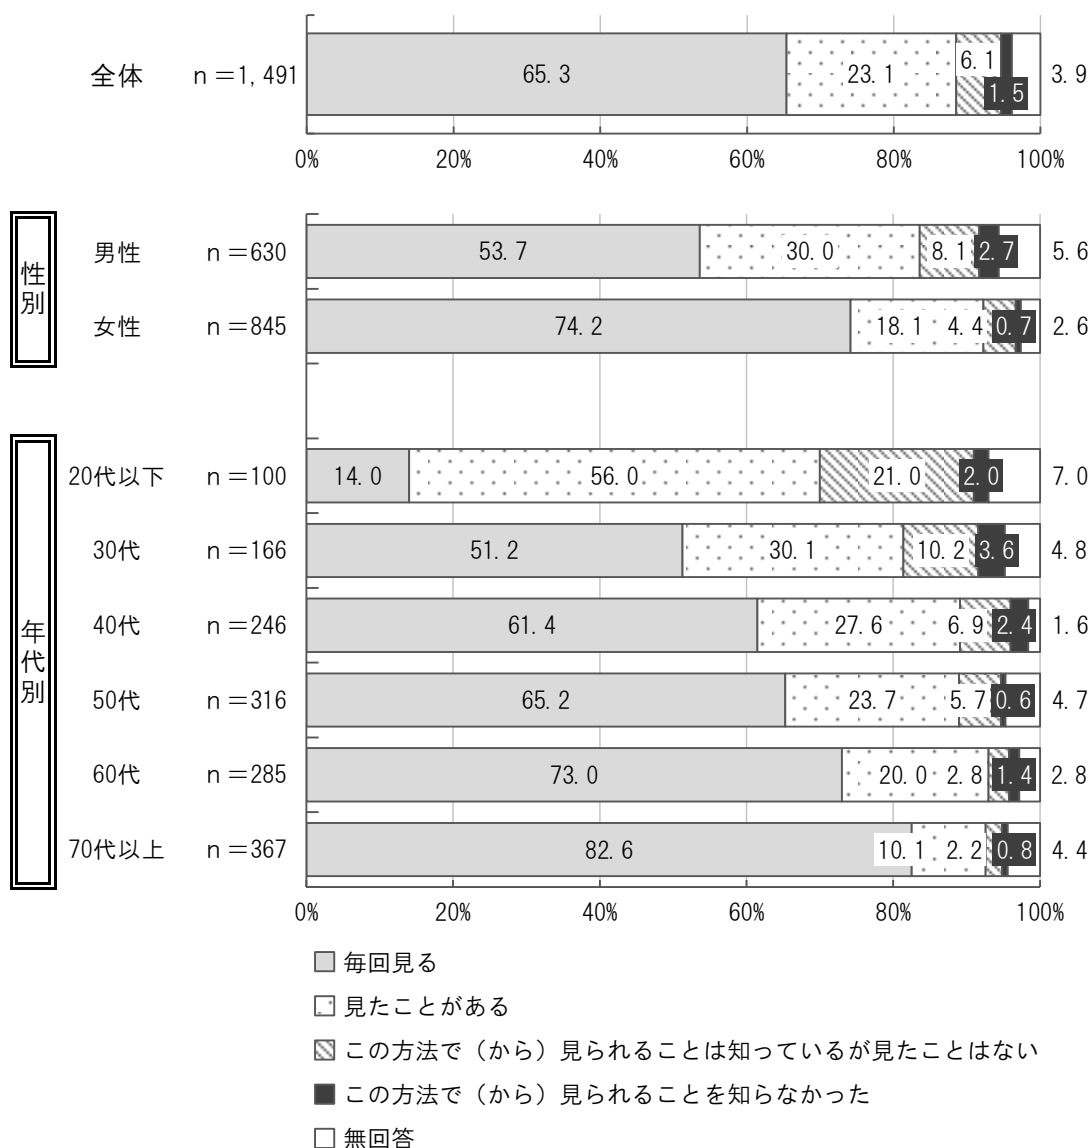 全体 n＝1,491 65.3 23.1 6.1 1.5 3.9
0% 20% 40% 60% 80% 100%
性別
男性 n＝630 53.7 30.0 8.1 2.7 5.6
女性 n＝845 74.2 18.1 4.4 0.7 2.6
年代別
20代以下 n＝100 14.0 56.0 21.0 2.0 7.0
30代 n＝166 51.2 30.1 10.2 3.6 4.8
40代 n＝246 61.4 27.6 6.9 2.4 1.6
50代 n＝316 65.2 23.7 5.7 0.6 4.7
60代 n＝285 73.0 20.0 2.8 1.4 2.8
70代以上 n＝367 82.6 10.1 2.2 0.8 4.4
0% 20% 40% 60% 80% 100%
毎回見る
見たことがある
この方法で（から）見られることは知っているが見たことはない
この方法で（から）見られることを知らなかった
無回答